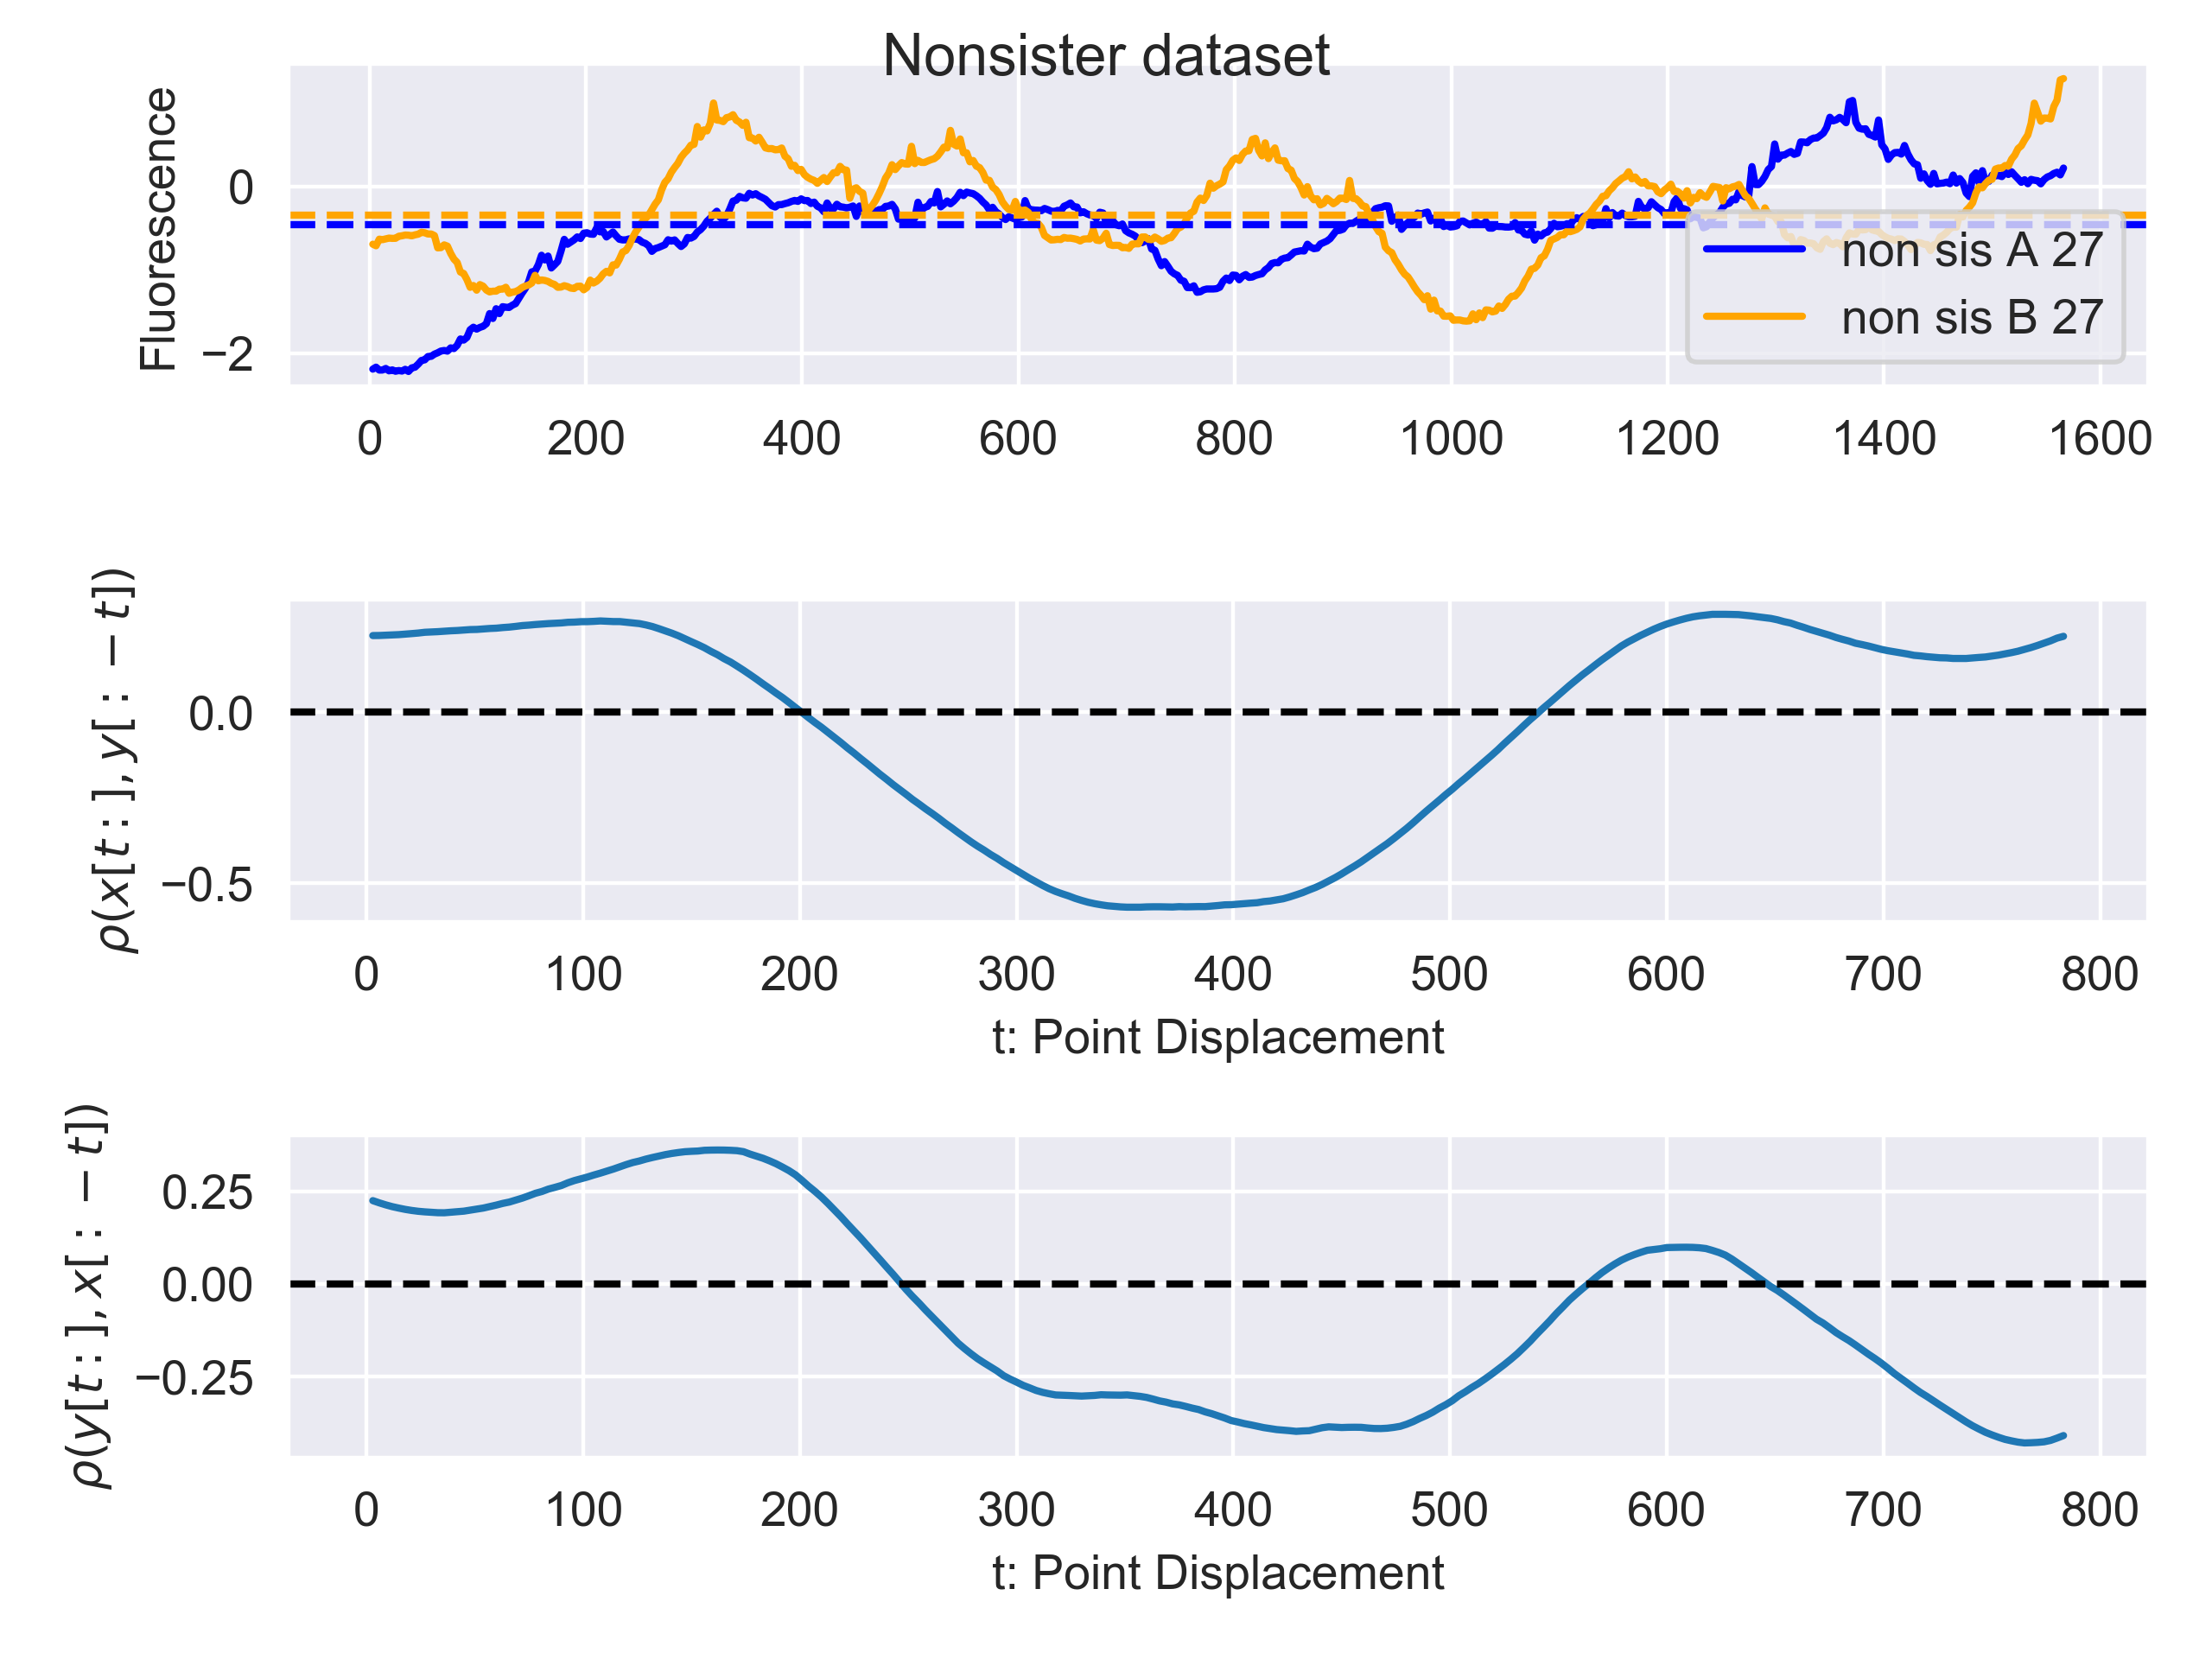 Nonsister dataset
Fluorescence
0
−2
non sis A 27
non sis B 27
0 200 400 600 800 1000 1200 1400 1600
ρ(x[t:], y[: − t])
0.0
−0.5
0 100 200 300 400 500 600 700 800
t: Point Displacement
ρ(y[t:], x[: − t])
0.25
0.00
−0.25
0 100 200 300 400 500 600 700 800
t: Point Displacement